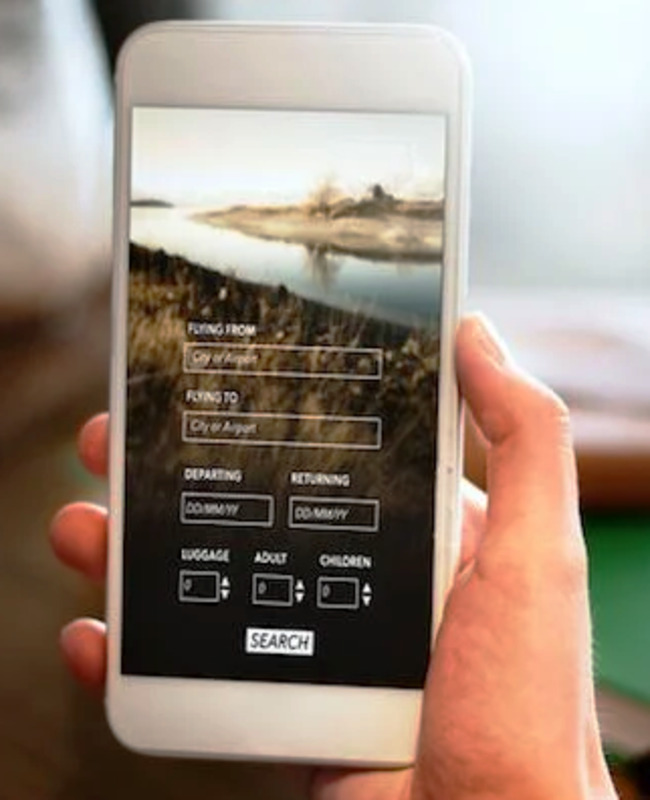 FLYING FROM
City or Airport
FLYING TO
City or Airport
DEPARTING RETURNING
DD/MM/YY DD/MM/YY
LUGGAGE ADULT CHILDREN
0 0 0
SEARCH